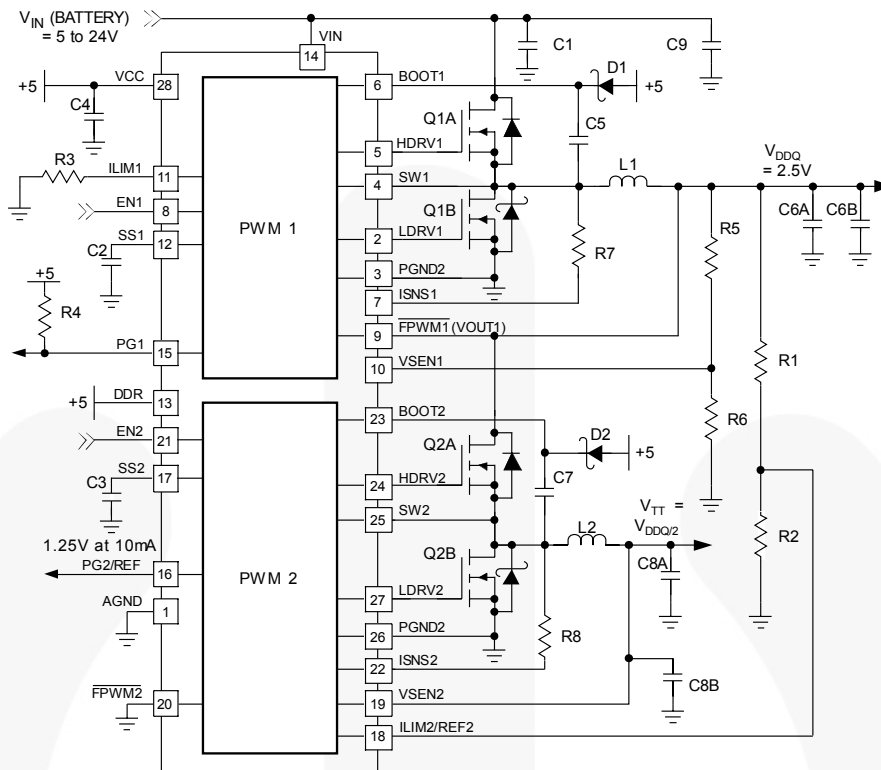 V_IN (BATTERY)
= 5 to 24V
VIN
14
C1
C9
VCC
28
+5
C4
6
BOOT1
D1
+5
Q1A
C5
R3
ILIM1
11
5
HDRV1
4
SW1
L1
V_DDQ
= 2.5V
EN1
8
Q1B
C6A
C6B
PWM 1
SS1
12
C2
2
LDRV1
R7
R5
3
PGND2
+5
7
ISNS1
R4
9
FPWM1 (VOUT1)
PG1
15
10
VSEN1
R1
DDR
+5
13
23
BOOT2
R6
EN2
21
Q2A
D2
+5
SS2
17
C3
24
HDRV2
C7
25
SW2
V_TT =
V_DDQ/2
L2
R2
1.25V at 10mA
PG2/REF
16
Q2B
C8A
PWM 2
AGND
1
27
LDRV2
26
PGND2
R8
22
ISNS2
C8B
FPWM2
20
19
VSEN2
18
ILIM2/REF2